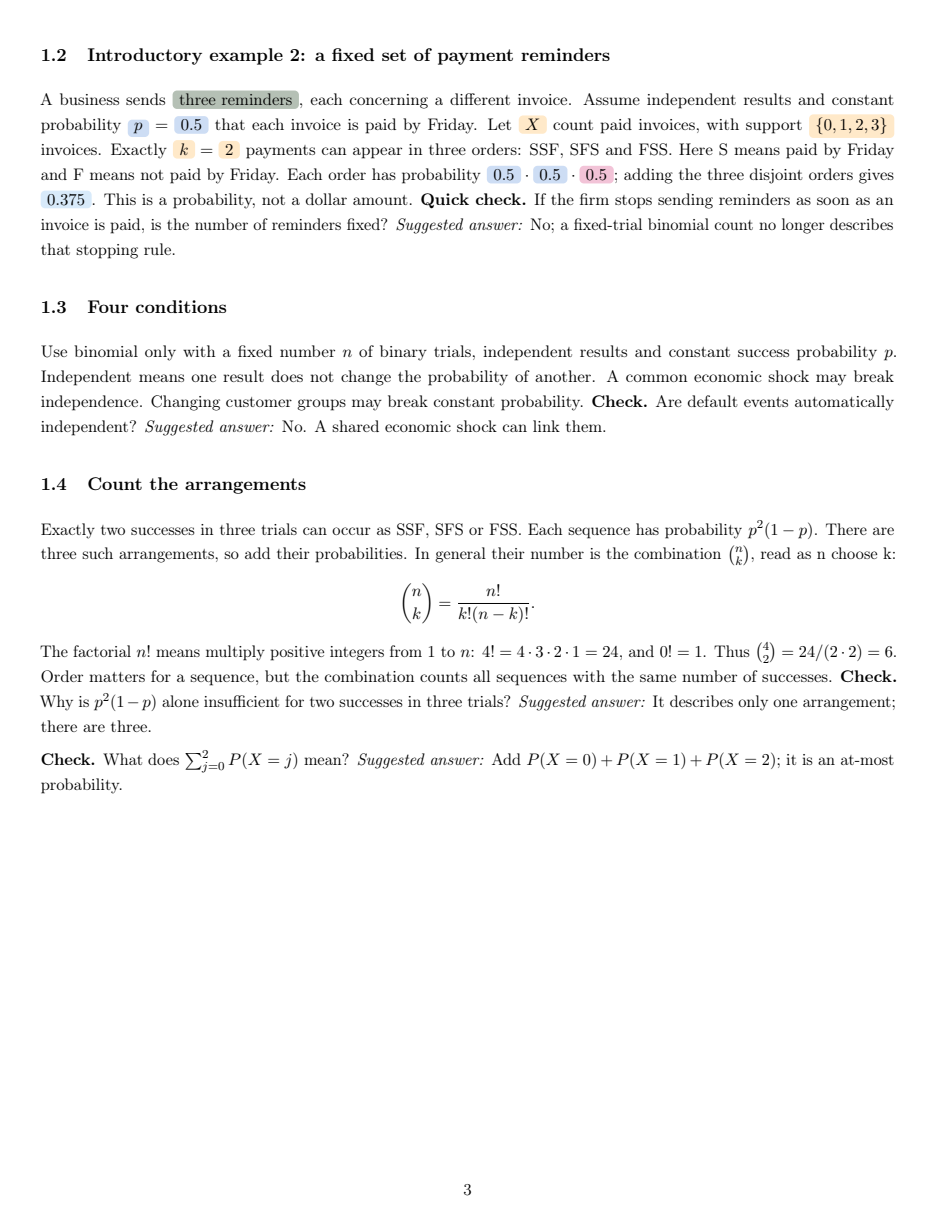 1.2 Introductory example 2: a fixed set of payment reminders
A business sends three reminders, each concerning a different invoice. Assume independent results and constant
probability p = 0.5 that each invoice is paid by Friday. Let X count paid invoices, with support {0, 1, 2, 3}
invoices. Exactly k = 2 payments can appear in three orders: SSF, SFS and FSS. Here S means paid by Friday
and F means not paid by Friday. Each order has probability 0.5 · 0.5 · 0.5; adding the three disjoint orders gives
0.375. This is a probability, not a dollar amount. Quick check. If the firm stops sending reminders as soon as an
invoice is paid, is the number of reminders fixed? Suggested answer: No; a fixed-trial binomial count no longer describes
that stopping rule.
1.3 Four conditions
Use binomial only with a fixed number n of binary trials, independent results and constant success probability p.
Independent means one result does not change the probability of another. A common economic shock may break
independence. Changing customer groups may break constant probability. Check. Are default events automatically
independent? Suggested answer: No. A shared economic shock can link them.
1.4 Count the arrangements
Exactly two successes in three trials can occur as SSF, SFS or FSS. Each sequence has probability p²(1 − p). There are
three such arrangements, so add their probabilities. In general their number is the combination (n k), read as n choose k:
(n k) = n! / k!(n − k)!.
The factorial n! means multiply positive integers from 1 to n: 4! = 4 · 3 · 2 · 1 = 24, and 0! = 1. Thus (4 2) = 24/(2 · 2) = 6.
Order matters for a sequence, but the combination counts all sequences with the same number of successes. Check.
Why is p²(1 − p) alone insufficient for two successes in three trials? Suggested answer: It describes only one arrangement;
there are three.
Check. What does ∑²ⱼ₌₀ P(X = j) mean? Suggested answer: Add P(X = 0) + P(X = 1) + P(X = 2); it is an at-most
probability.
3